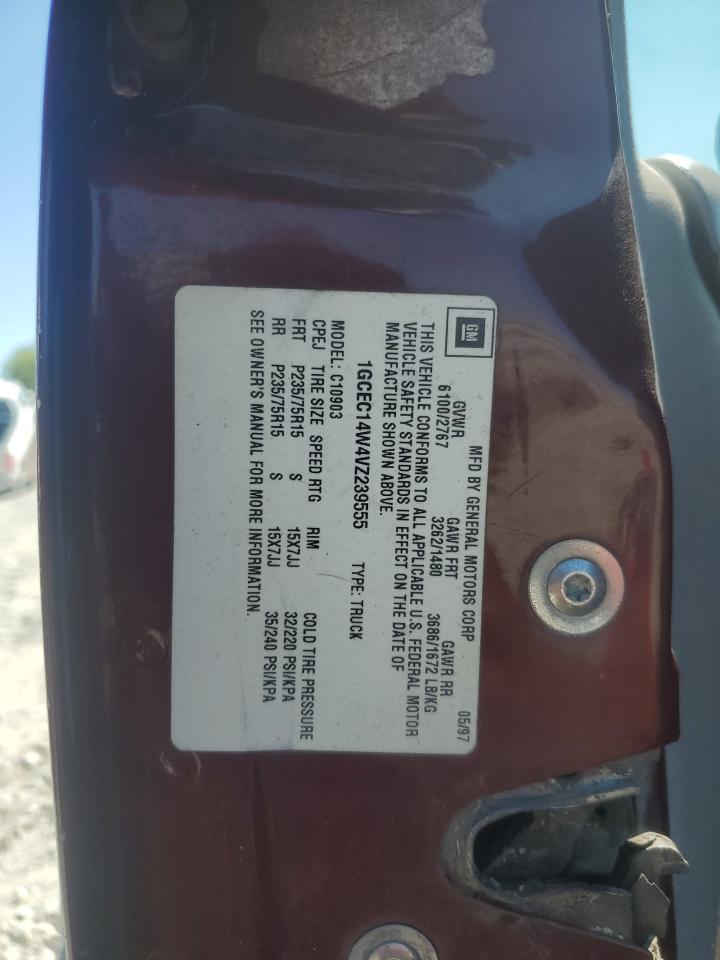 GM
MFD BY GENERAL MOTORS CORP 05/97
GVWR GAWR FRT GAWR RR
6100/2767 3262/1480 3686/1672 LB/KG
THIS VEHICLE CONFORMS TO ALL APPLICABLE U.S. FEDERAL MOTOR
VEHICLE SAFETY STANDARDS IN EFFECT ON THE DATE OF
MANUFACTURE SHOWN ABOVE.
1GCEC14W4VZ239555 TYPE: TRUCK
MODEL: C10903
CPEJ TIRE SIZE SPEED RTG RIM COLD TIRE PRESSURE
FRT P235/75R15 S 15X7JJ 32/220 PSI/KPA
RR P235/75R15 S 15X7JJ 35/240 PSI/KPA
SEE OWNER'S MANUAL FOR MORE INFORMATION.